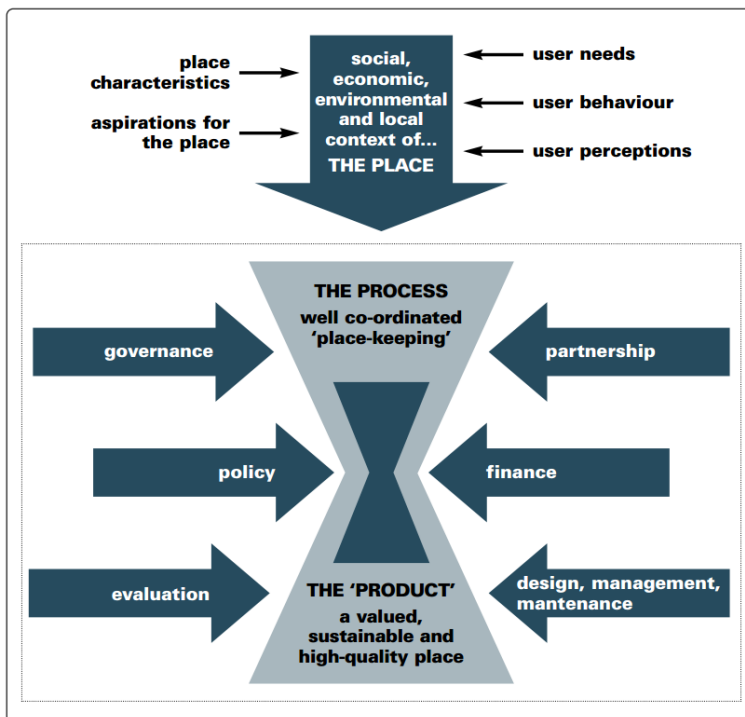 place
characteristics
aspirations for
the place
social,
economic,
environmental
and local
context of...
THE PLACE
user needs
user behaviour
user perceptions
THE PROCESS
well co-ordinated
‘place-keeping’
governance
partnership
policy
finance
evaluation
design, management,
mantenance
THE ‘PRODUCT’
a valued,
sustainable and
high-quality place